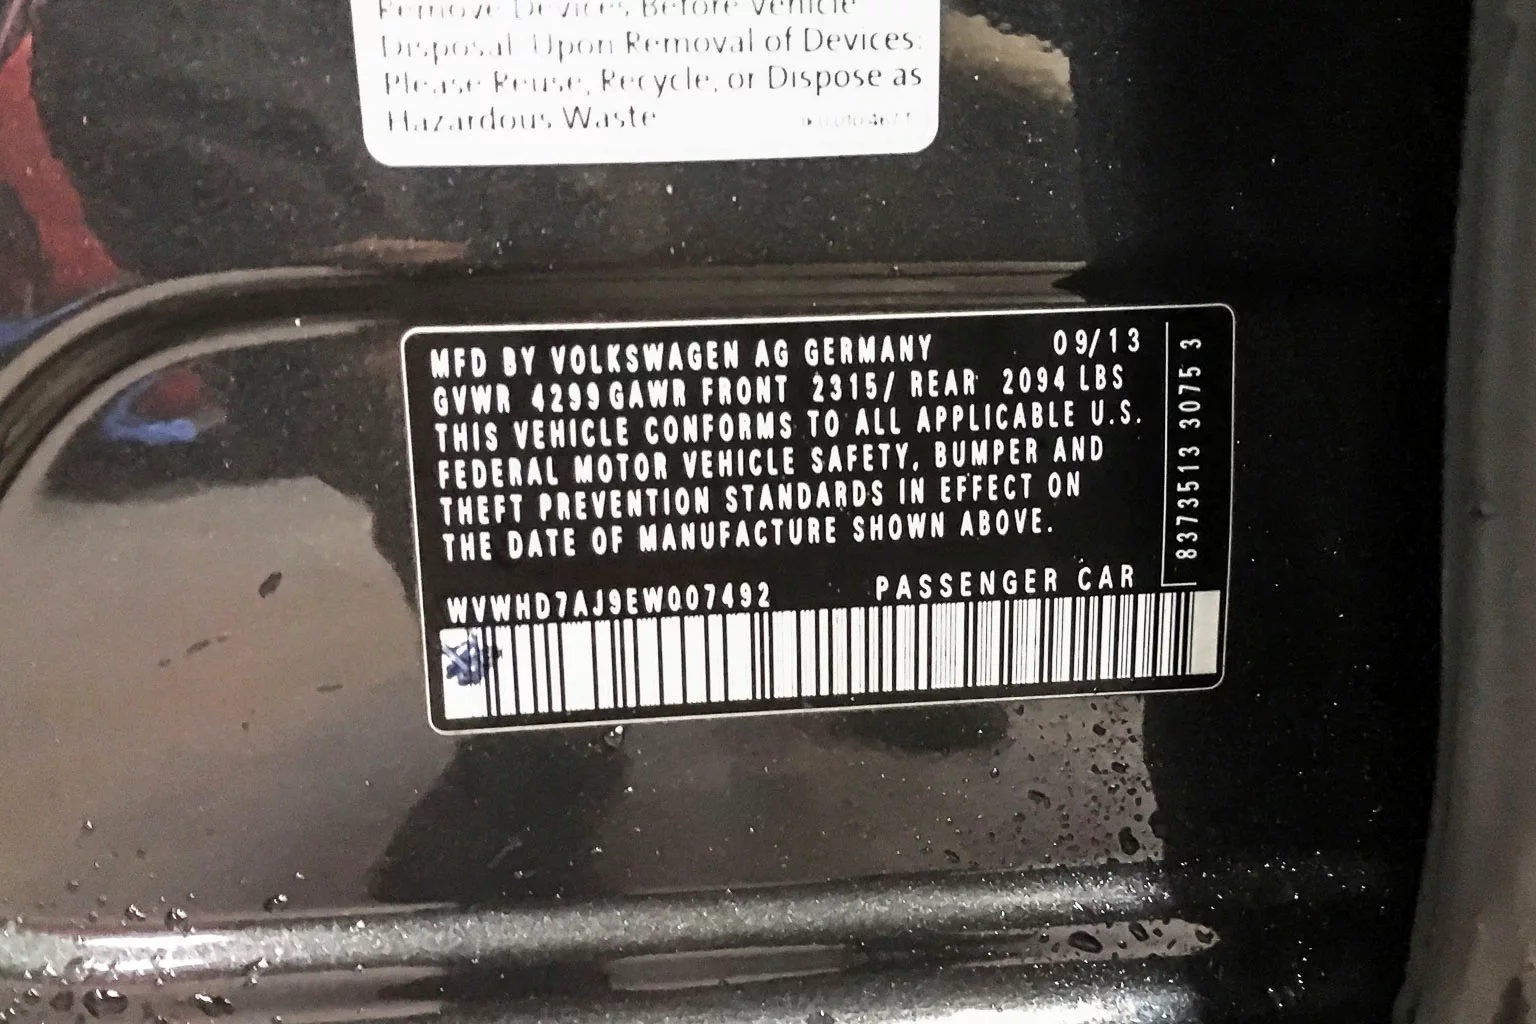 Remove Devices Before Vehicle
Disposal. Upon Removal of Devices
Please Reuse, Recycle, or Dispose as
Hazardous Waste
MFD BY VOLKSWAGEN AG GERMANY 09/13
GVWR 4299 GAWR FRONT 2315/ REAR 2094 LBS
THIS VEHICLE CONFORMS TO ALL APPLICABLE U.S.
FEDERAL MOTOR VEHICLE SAFETY, BUMPER AND
THEFT PREVENTION STANDARDS IN EFFECT ON
THE DATE OF MANUFACTURE SHOWN ABOVE.
WVWHD7AJ9EW007492 PASSENGER CAR
8373513 3075 3